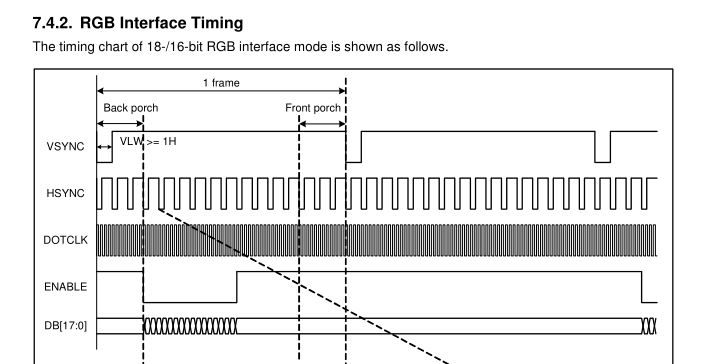 7.4.2. RGB Interface Timing
The timing chart of 18-/16-bit RGB interface mode is shown as follows.
1 frame
Back porch
Front porch
VLW >= 1H
VSYNC
HSYNC
DOTCLK
ENABLE
DB[17:0]